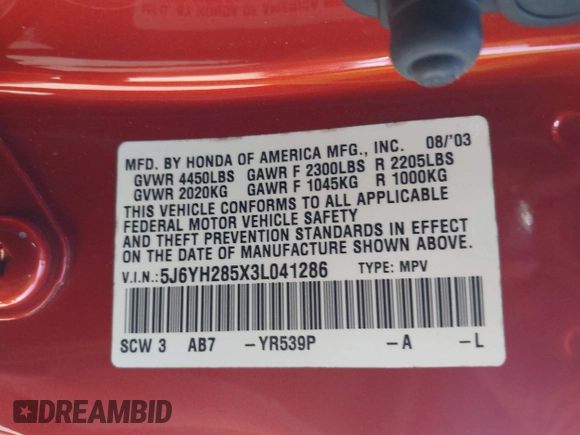 MFD. BY HONDA OF AMERICA MFG., INC. 08/'03
GVWR 4450LBS GAWR F 2300LBS R 2205LBS
GVWR 2020KG GAWR F 1045KG R 1000KG
THIS VEHICLE CONFORMS TO ALL APPLICABLE
FEDERAL MOTOR VEHICLE SAFETY
AND THEFT PREVENTION STANDARDS IN EFFECT
ON THE DATE OF MANUFACTURE SHOWN ABOVE.
V.I.N.: 5J6YH285X3L041286 TYPE: MPV
SCW 3 AB7 -YR539P -A -L
DREAMBID